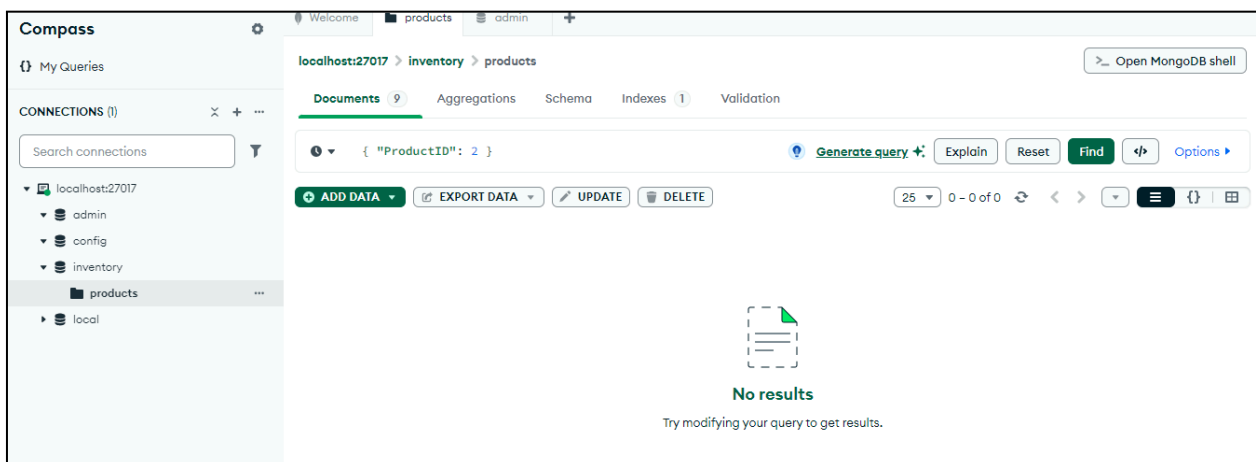 Compass
{} My Queries
CONNECTIONS (1)
Search connections
localhost:27017
admin
config
inventory
products
local
Welcome products admin
localhost:27017 > inventory > products
>_ Open MongoDB shell
Documents 9 Aggregations Schema Indexes 1 Validation
{ "ProductID": 2 }
Generate query Explain Reset Find </> Options
ADD DATA EXPORT DATA UPDATE DELETE
25 0 – 0 of 0 {}
No results
Try modifying your query to get results.